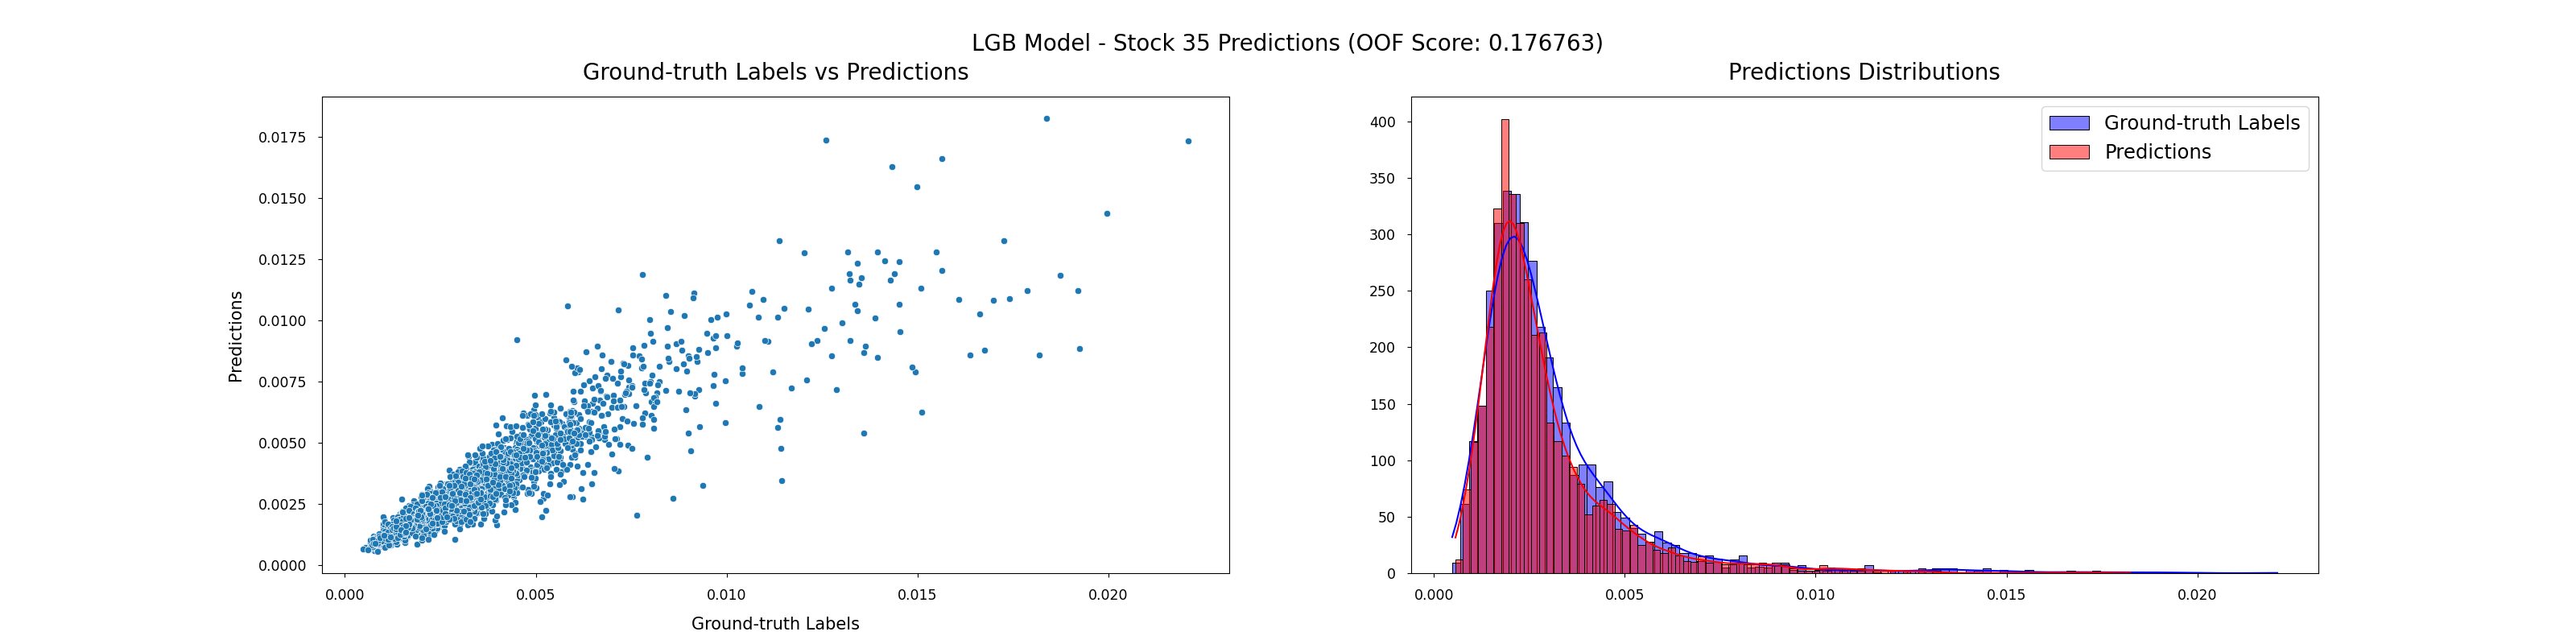 LGB Model - Stock 35 Predictions (OOF Score: 0.176763)
Ground-truth Labels vs Predictions
0.0175
0.0150
0.0125
0.0100
0.0075
0.0050
0.0025
0.0000
Predictions
0.000 0.005 0.010 0.015 0.020
Ground-truth Labels
Predictions Distributions
Ground-truth Labels
Predictions
400
350
300
250
200
150
100
50
0
0.000 0.005 0.010 0.015 0.020